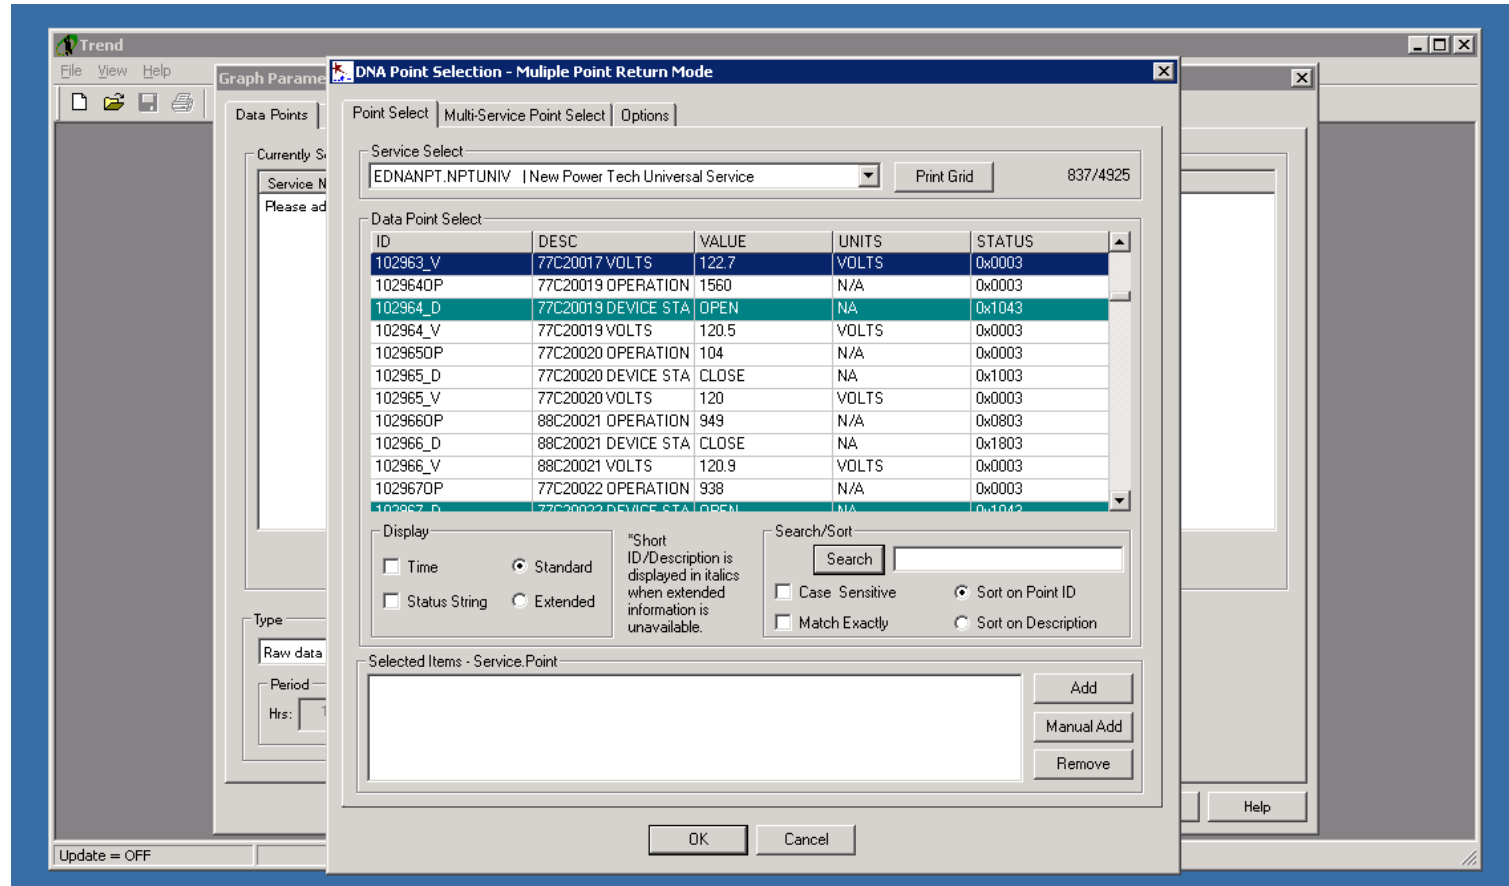 Trend
File View Help
Graph Parame
DNA Point Selection - Muliple Point Return Mode
Data Points
Point Select
Multi-Service Point Select
Options
Currently S
Service N
Please ad
Service Select
EDNANPT.NPTUNIV | New Power Tech Universal Service
Print Grid
837/4925
Data Point Select
ID DESC VALUE UNITS STATUS
102963_V 77C20017 VOLTS 122.7 VOLTS 0x0003
102964OP 77C20019 OPERATION 1560 N/A 0x0003
102964_D 77C20019 DEVICE STA OPEN NA 0x1043
102964_V 77C20019 VOLTS 120.5 VOLTS 0x0003
102965OP 77C20020 OPERATION 104 N/A 0x0003
102965_D 77C20020 DEVICE STA CLOSE NA 0x1003
102965_V 77C20020 VOLTS 120 VOLTS 0x0003
102966OP 88C20021 OPERATION 949 N/A 0x0803
102966_D 88C20021 DEVICE STA CLOSE NA 0x1803
102966_V 88C20021 VOLTS 120.9 VOLTS 0x0003
102967OP 77C20022 OPERATION 938 N/A 0x0003
102967_D 77C20022 DEVICE STA OPEN NA 0x1043
Display
Time
Standard
Status String
Extended
*Short
ID/Description is
displayed in italics
when extended
information is
unavailable.
Search/Sort
Search
Case Sensitive
Sort on Point ID
Match Exactly
Sort on Description
Type
Raw data
Period
Hrs:
Selected Items - Service.Point
Add
Manual Add
Remove
OK
Cancel
Help
Update = OFF